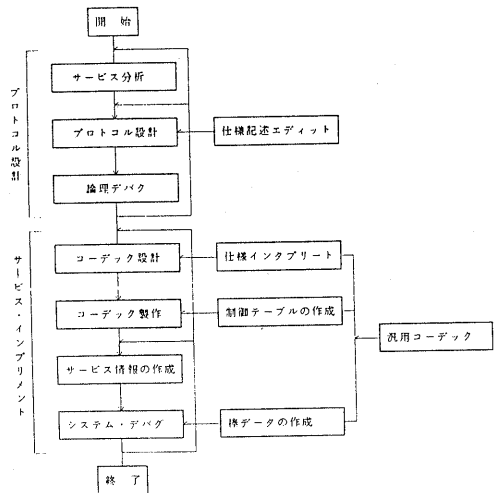 開 始
サービス分析
プロトコル設計
仕様記述エディット
論理デバク
プロトコル設計
コーデック設計
仕様インタプリート
コーデック製作
制御テーブルの作成
汎用コーデック
サービス情報の作成
システム・デバグ
棒データの作成
サービス・インプリメント
終 了